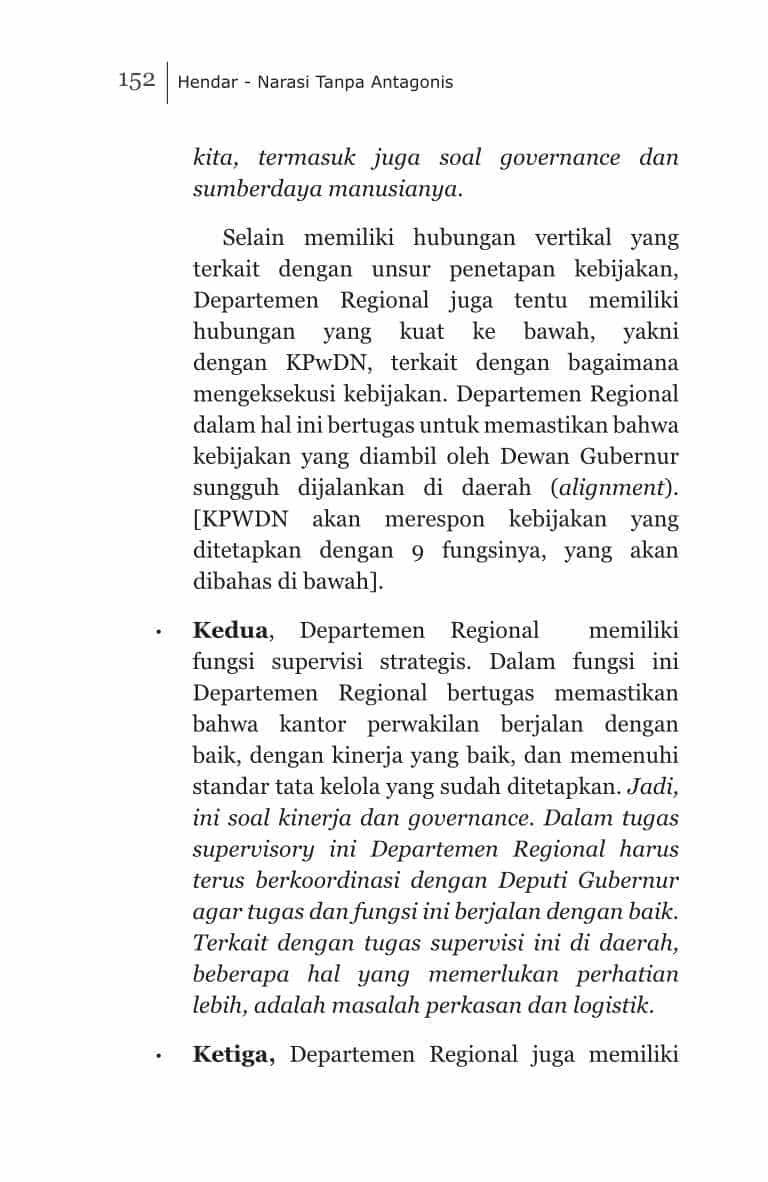 152 Hendar - Narasi Tanpa Antagonis
kita, termasuk juga soal governance dan
sumberdaya manusianya.
Selain memiliki hubungan vertikal yang
terkait dengan unsur penetapan kebijakan,
Departemen Regional juga tentu memiliki
hubungan yang kuat ke bawah, yakni
dengan KPwDN, terkait dengan bagaimana
mengeksekusi kebijakan. Departemen Regional
dalam hal ini bertugas untuk memastikan bahwa
kebijakan yang diambil oleh Dewan Gubernur
sungguh dijalankan di daerah (alignment).
[KPWDN akan merespon kebijakan yang
ditetapkan dengan 9 fungsinya, yang akan
dibahas di bawah].
• Kedua, Departemen Regional memiliki
fungsi supervisi strategis. Dalam fungsi ini
Departemen Regional bertugas memastikan
bahwa kantor perwakilan berjalan dengan
baik, dengan kinerja yang baik, dan memenuhi
standar tata kelola yang sudah ditetapkan. Jadi,
ini soal kinerja dan governance. Dalam tugas
supervisory ini Departemen Regional harus
terus berkoordinasi dengan Deputi Gubernur
agar tugas dan fungsi ini berjalan dengan baik.
Terkait dengan tugas supervisi ini di daerah,
beberapa hal yang memerlukan perhatian
lebih, adalah masalah perkasan dan logistik.
• Ketiga, Departemen Regional juga memiliki